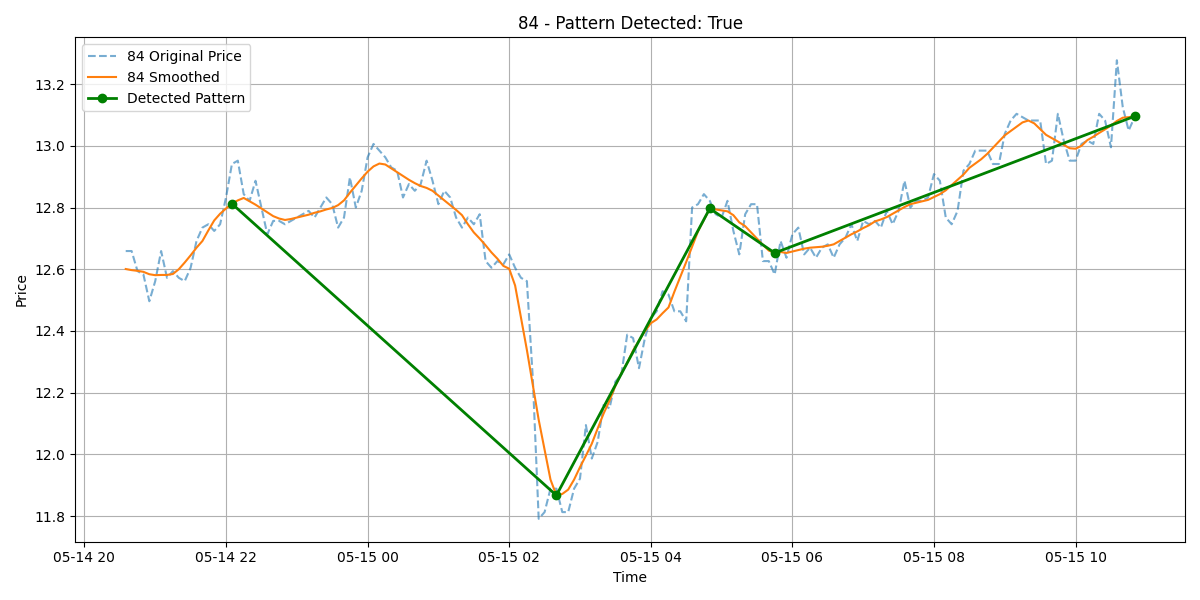 84 - Pattern Detected: True
84 Original Price
84 Smoothed
Detected Pattern
Price
13.2
13.0
12.8
12.6
12.4
12.2
12.0
11.8
05-14 20 05-14 22 05-15 00 05-15 02 05-15 04 05-15 06 05-15 08 05-15 10
Time